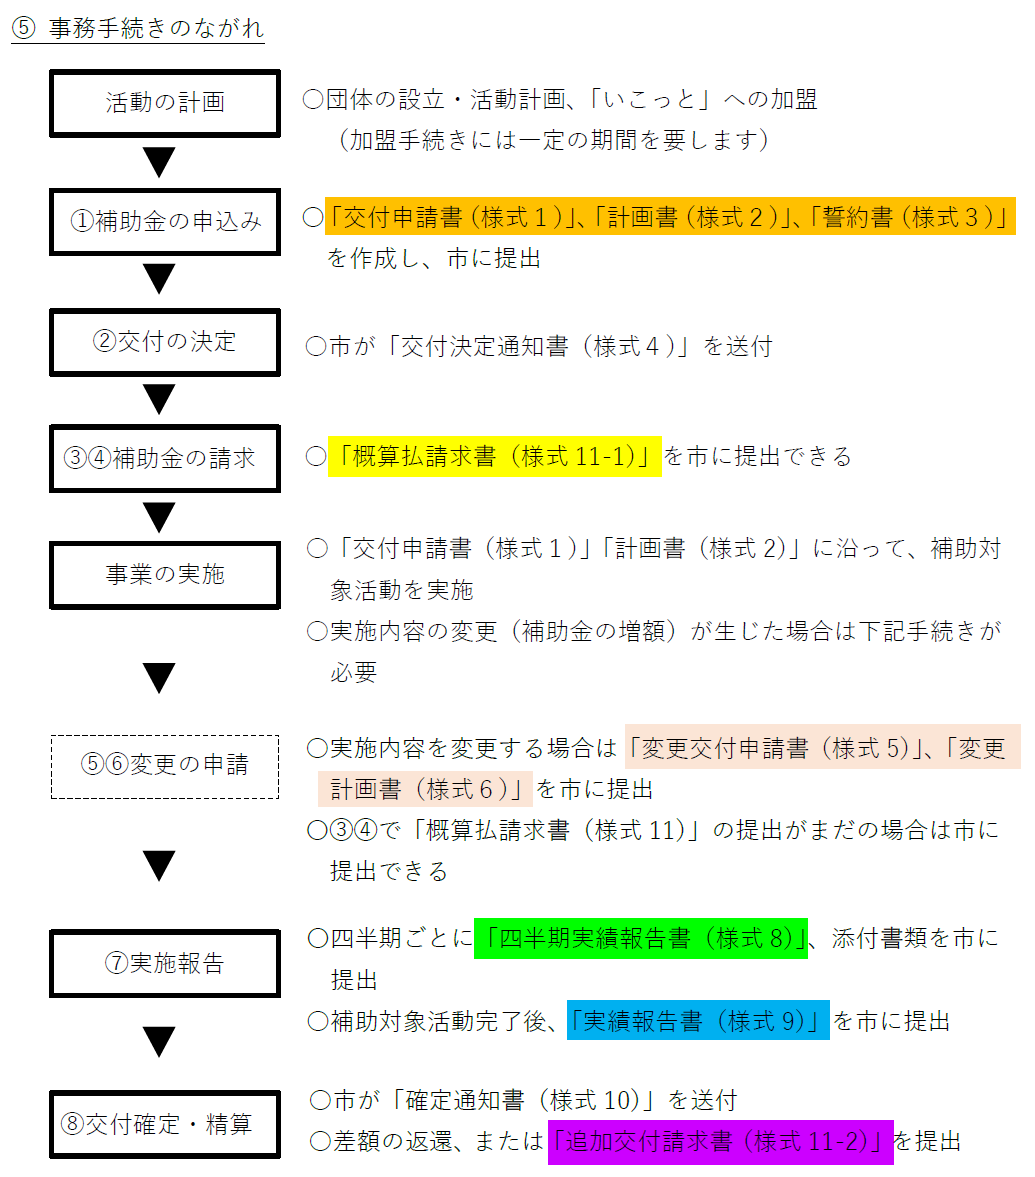 ⑤ 事務手続きのながれ
活動の計画
○団体の設立・活動計画、「いこっと」への加盟
（加盟手続きには一定の期間を要します）
▼
①補助金の申込み
○「交付申請書（様式１）」、「計画書（様式２）」、「誓約書（様式３）」
を作成し、市に提出
▼
②交付の決定
○市が「交付決定通知書（様式４）」を送付
▼
③④補助金の請求
○「概算払請求書（様式 11-1）」を市に提出できる
▼
事業の実施
○「交付申請書（様式１）」「計画書（様式 2）」に沿って、補助対
象活動を実施
○実施内容の変更（補助金の増額）が生じた場合は下記手続きが
必要
▼
⑤⑥変更の申請
○実施内容を変更する場合は「変更交付申請書（様式 5）」、「変更
計画書（様式６）」を市に提出
○③④で「概算払請求書（様式 11）」の提出がまだの場合は市に
提出できる
▼
⑦実施報告
○四半期ごとに「四半期実績報告書（様式 8）」、添付書類を市に
提出
○補助対象活動完了後、「実績報告書（様式 9）」を市に提出
▼
⑧交付確定・精算
○市が「確定通知書（様式 10）」を送付
○差額の返還、または「追加交付請求書（様式 11-2）」を提出